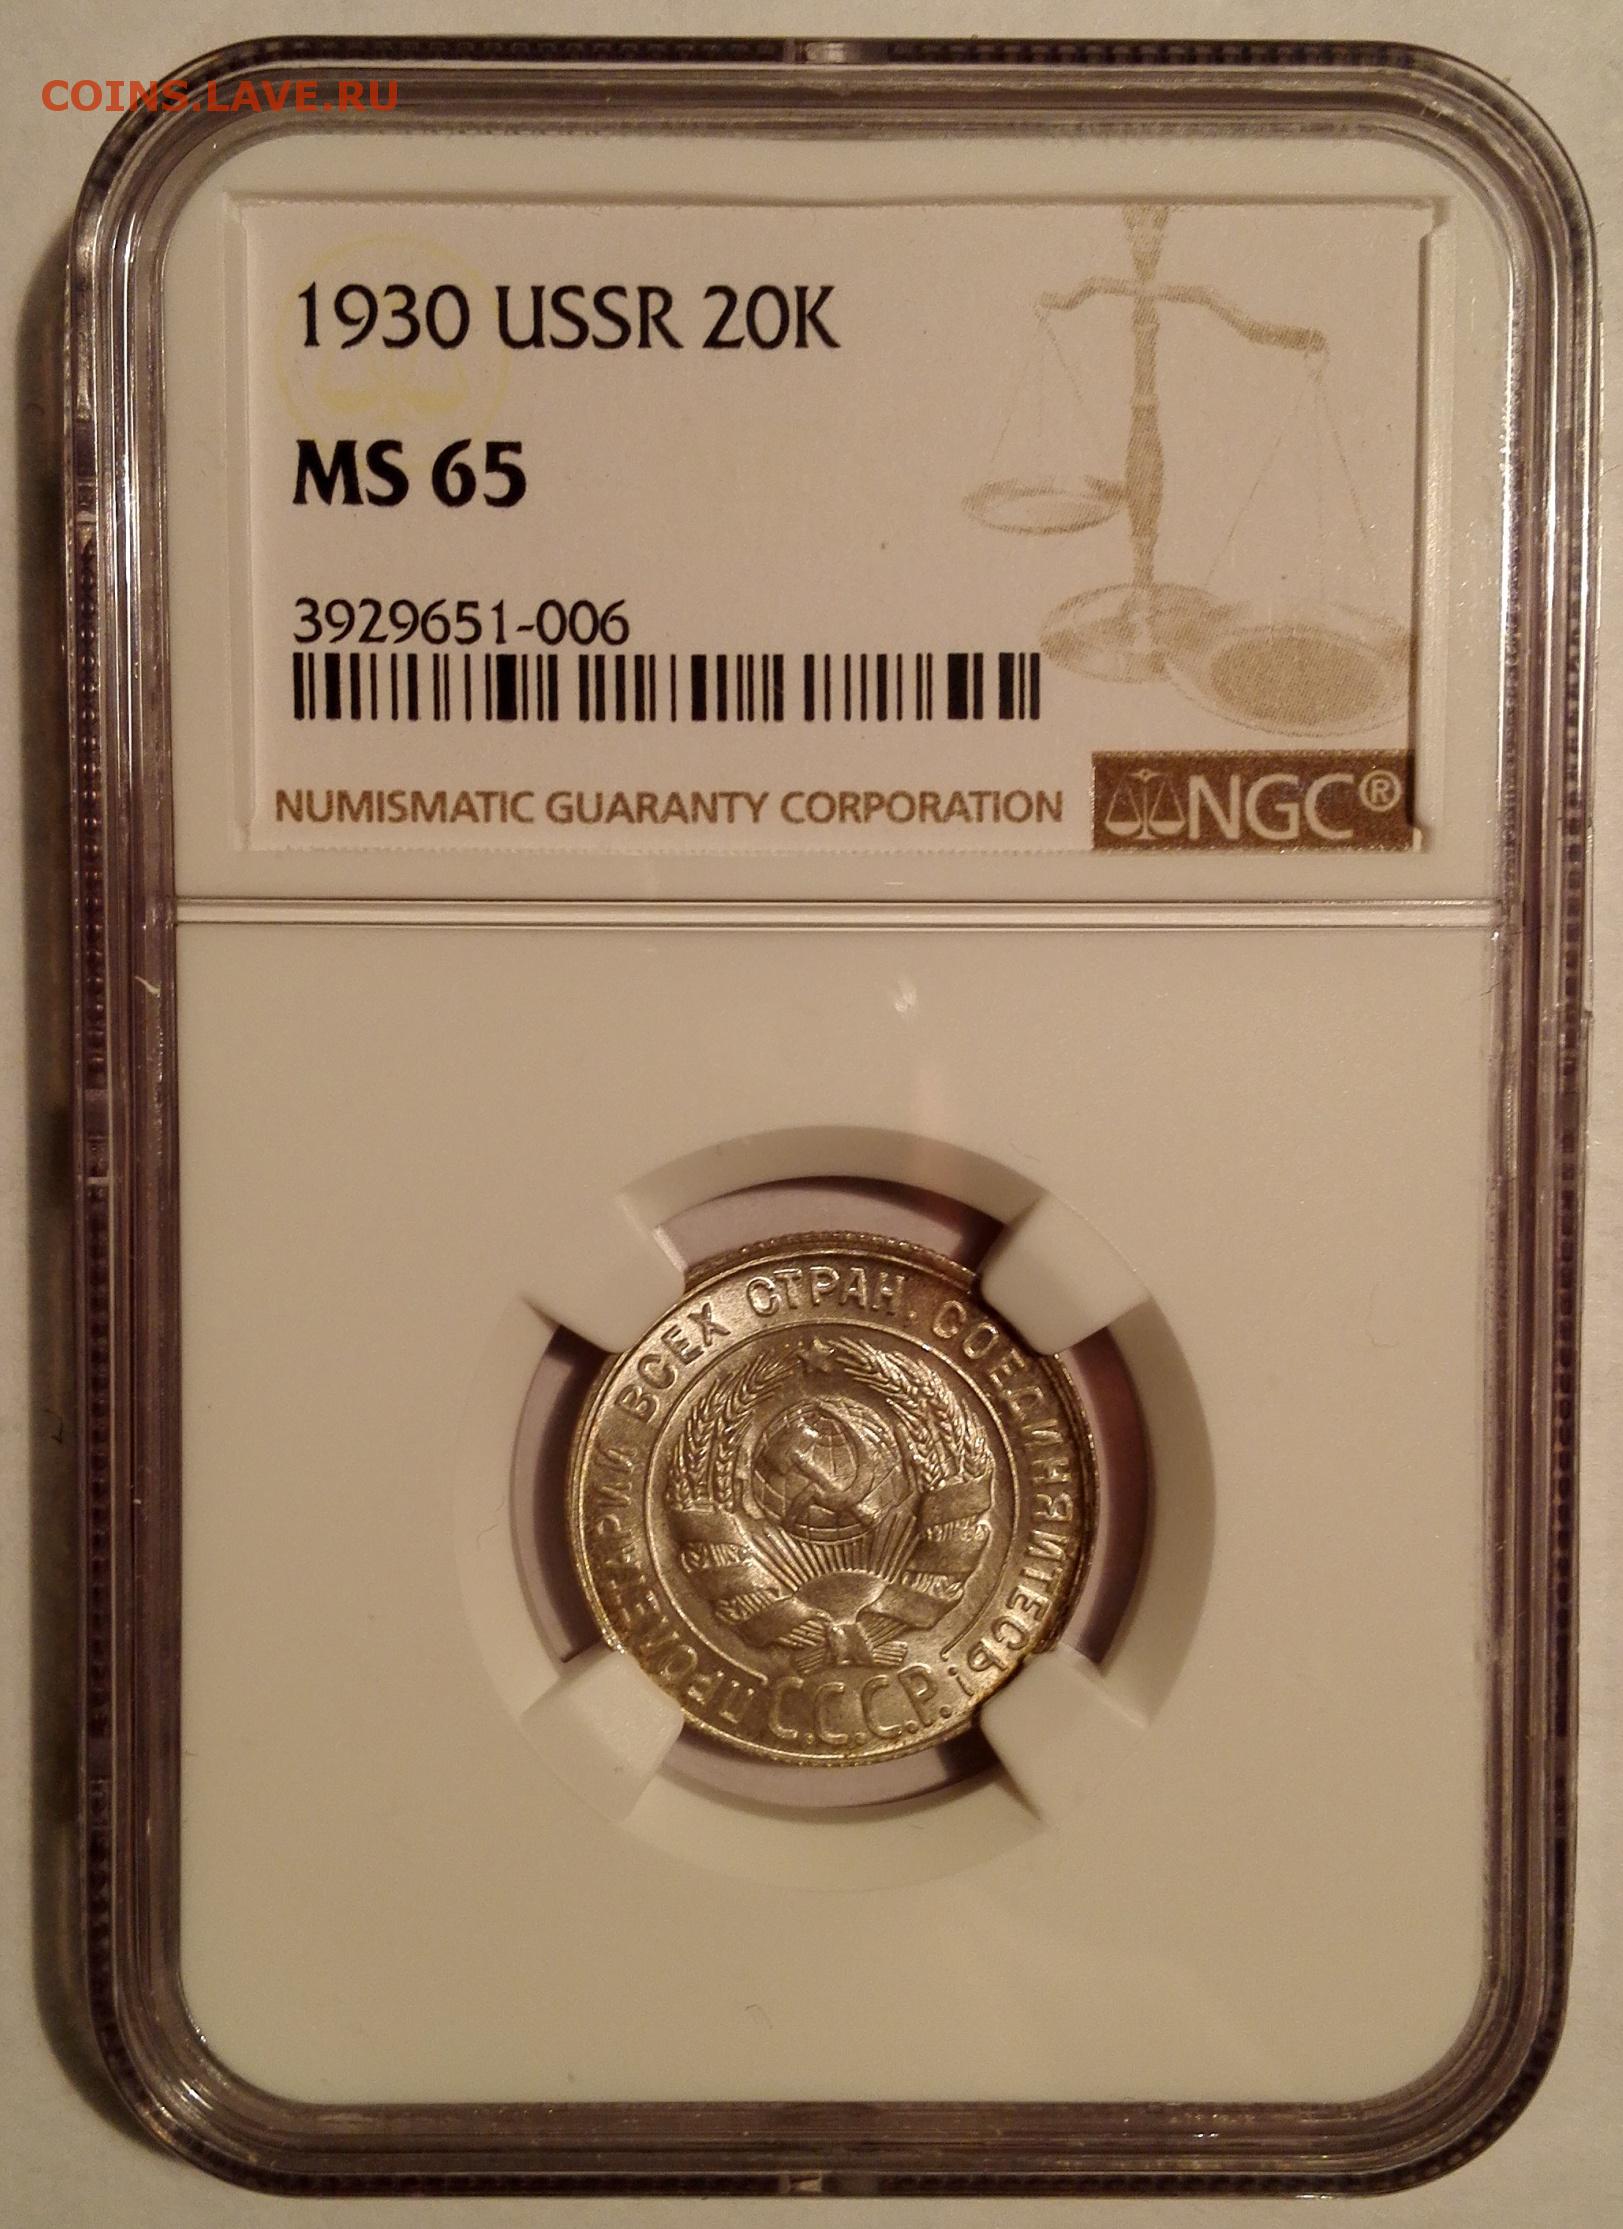 COINS.LAVE.RU
1930 USSR 20K
MS 65
3929651-006
NUMISMATIC GUARANTY CORPORATION
NGC®
ПРОЛЕТАРИИ ВСЕХ СТРАН, СОЕДИНЯЙТЕСЬ!
С.С.С.Р.